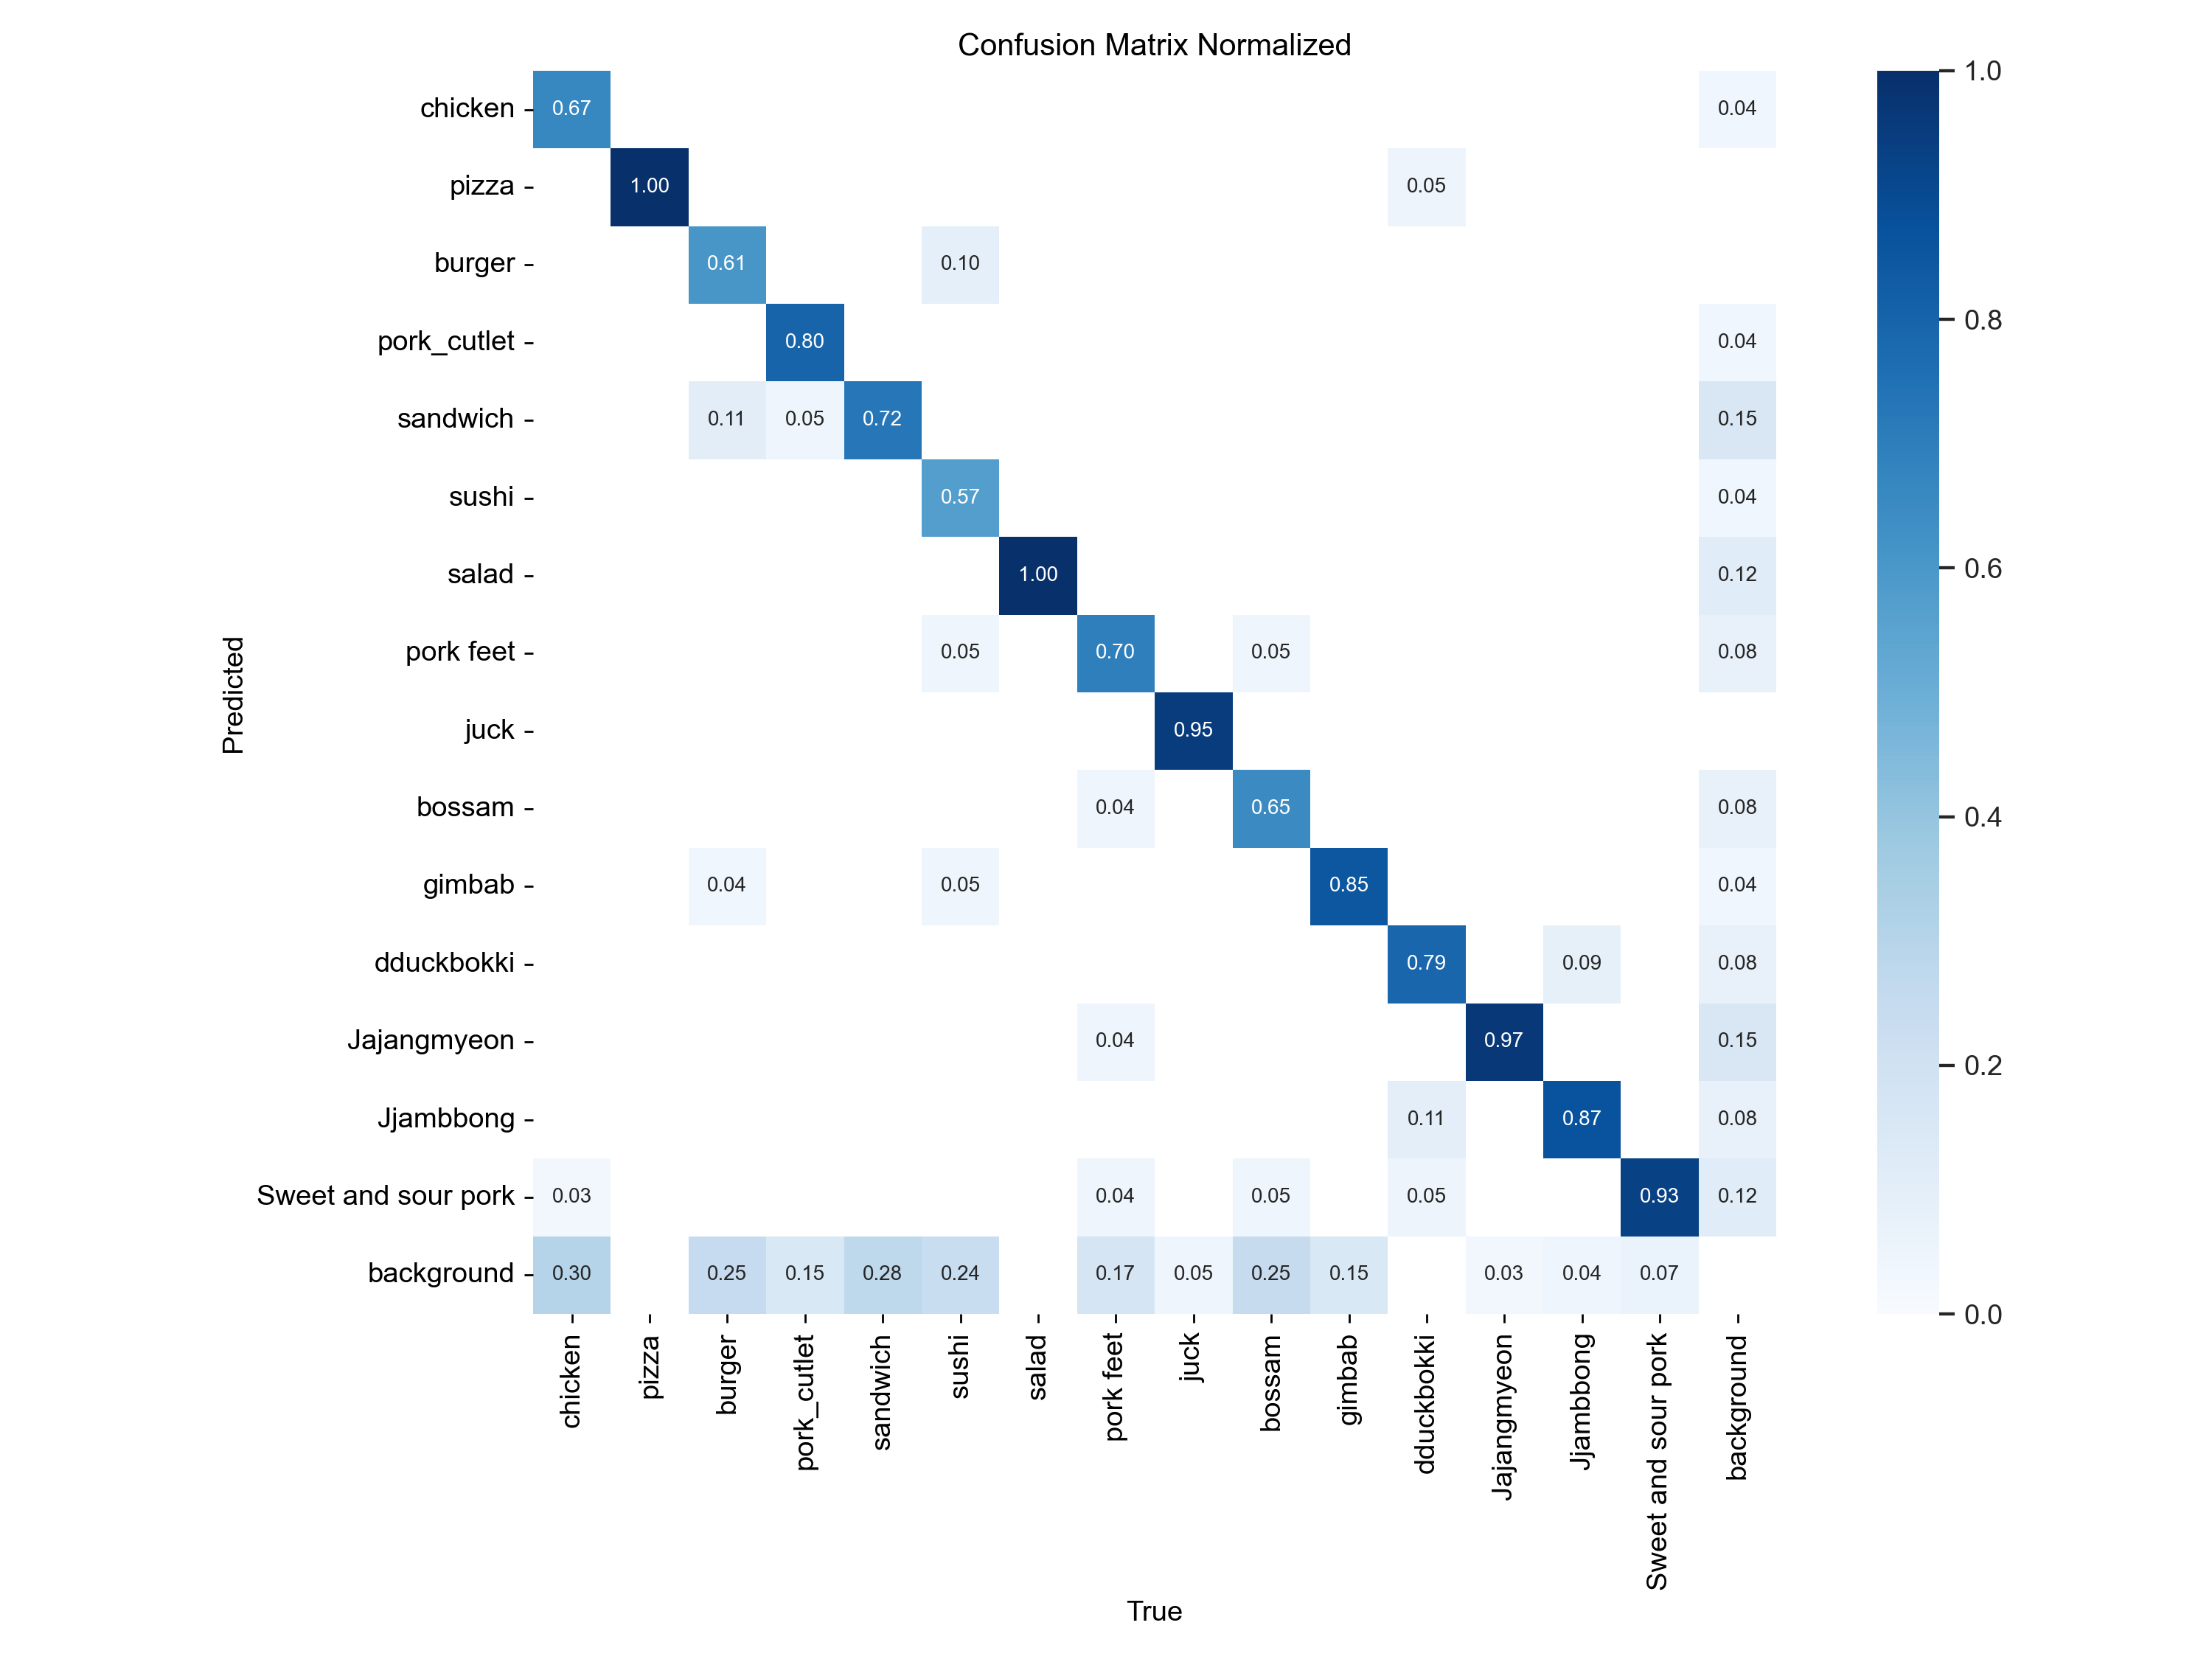 Confusion Matrix Normalized
chicken 0.67 0.04
pizza 1.00 0.05
burger 0.61 0.10
pork_cutlet 0.80 0.04
sandwich 0.11 0.05 0.72 0.15
sushi 0.57 0.04
salad 1.00 0.12
pork feet 0.05 0.70 0.05 0.08
juck 0.95
bossam 0.04 0.65 0.08
gimbab 0.04 0.05 0.85 0.04
dduckbokki 0.79 0.09 0.08
Jajangmyeon 0.04 0.97 0.15
Jjambbong 0.11 0.87 0.08
Sweet and sour pork 0.03 0.04 0.05 0.05 0.93 0.12
background 0.30 0.25 0.15 0.28 0.24 0.17 0.05 0.25 0.15 0.03 0.04 0.07
Predicted
chicken
pizza
burger
pork_cutlet
sandwich
sushi
salad
pork feet
juck
bossam
gimbab
dduckbokki
Jajangmyeon
Jjambbong
Sweet and sour pork
background
True
1.0
0.8
0.6
0.4
0.2
0.0